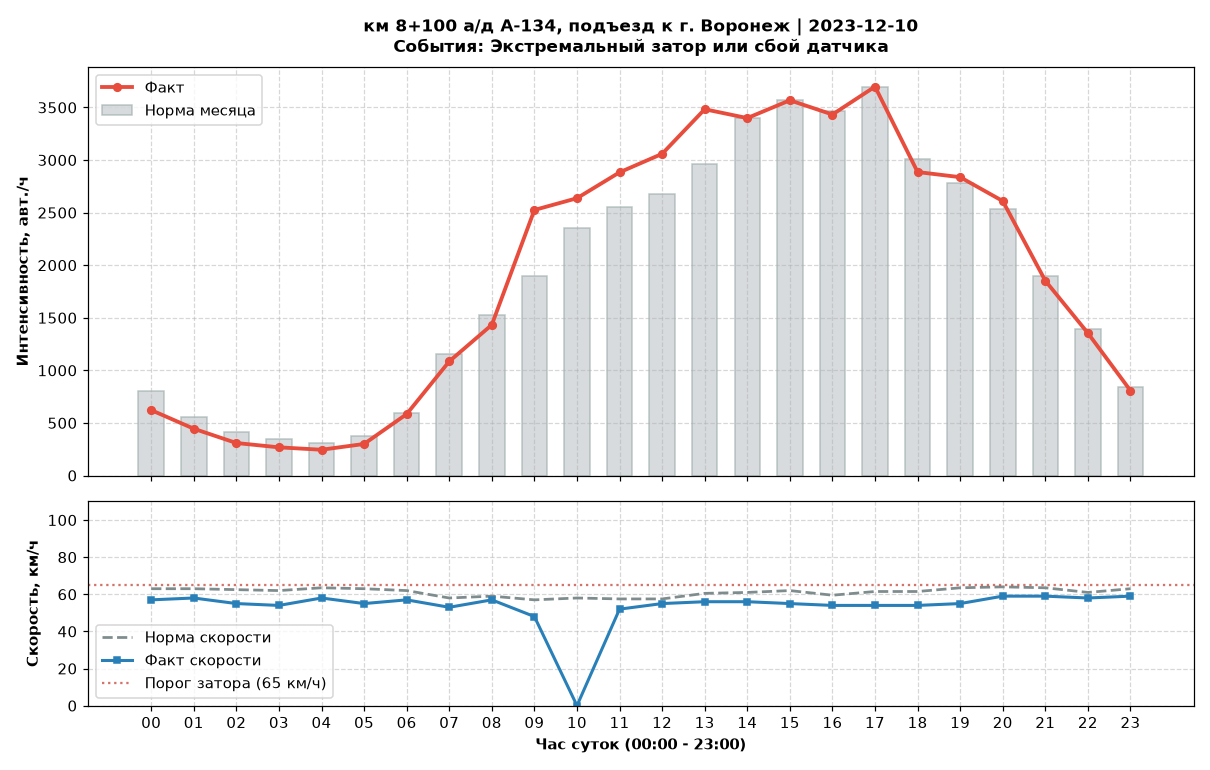 км 8+100 а/д А-134, подъезд к г. Воронеж | 2023-12-10
События: Экстремальный затор или сбой датчика
Факт
Норма месяца
Интенсивность, авт./ч
3500
3000
2500
2000
1500
1000
500
0
Скорость, км/ч
100
80
60
40
20
0
Норма скорости
Факт скорости
Порог затора (65 км/ч)
00 01 02 03 04 05 06 07 08 09 10 11 12 13 14 15 16 17 18 19 20 21 22 23
Час суток (00:00 - 23:00)